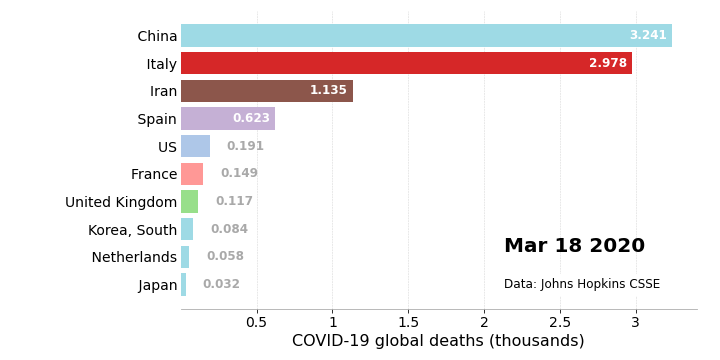 China 3.241
Italy 2.978
Iran 1.135
Spain 0.623
US 0.191
France 0.149
United Kingdom 0.117
Korea, South 0.084
Netherlands 0.058
Japan 0.032
Mar 18 2020
Data: Johns Hopkins CSSE
0.5 1 1.5 2 2.5 3
COVID-19 global deaths (thousands)